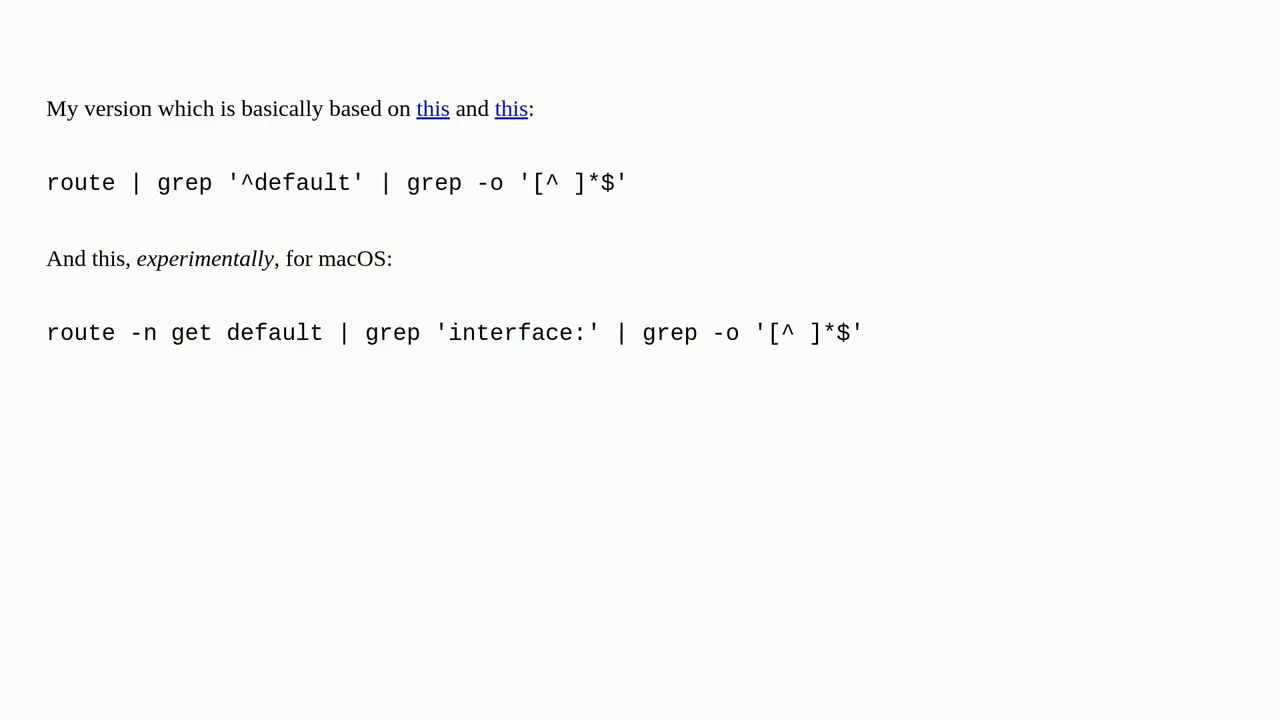 My version which is basically based on this and this:
route | grep '^default' | grep -o '[^ ]*$'
And this, experimentally, for macOS:
route -n get default | grep 'interface:' | grep -o '[^ ]*$'